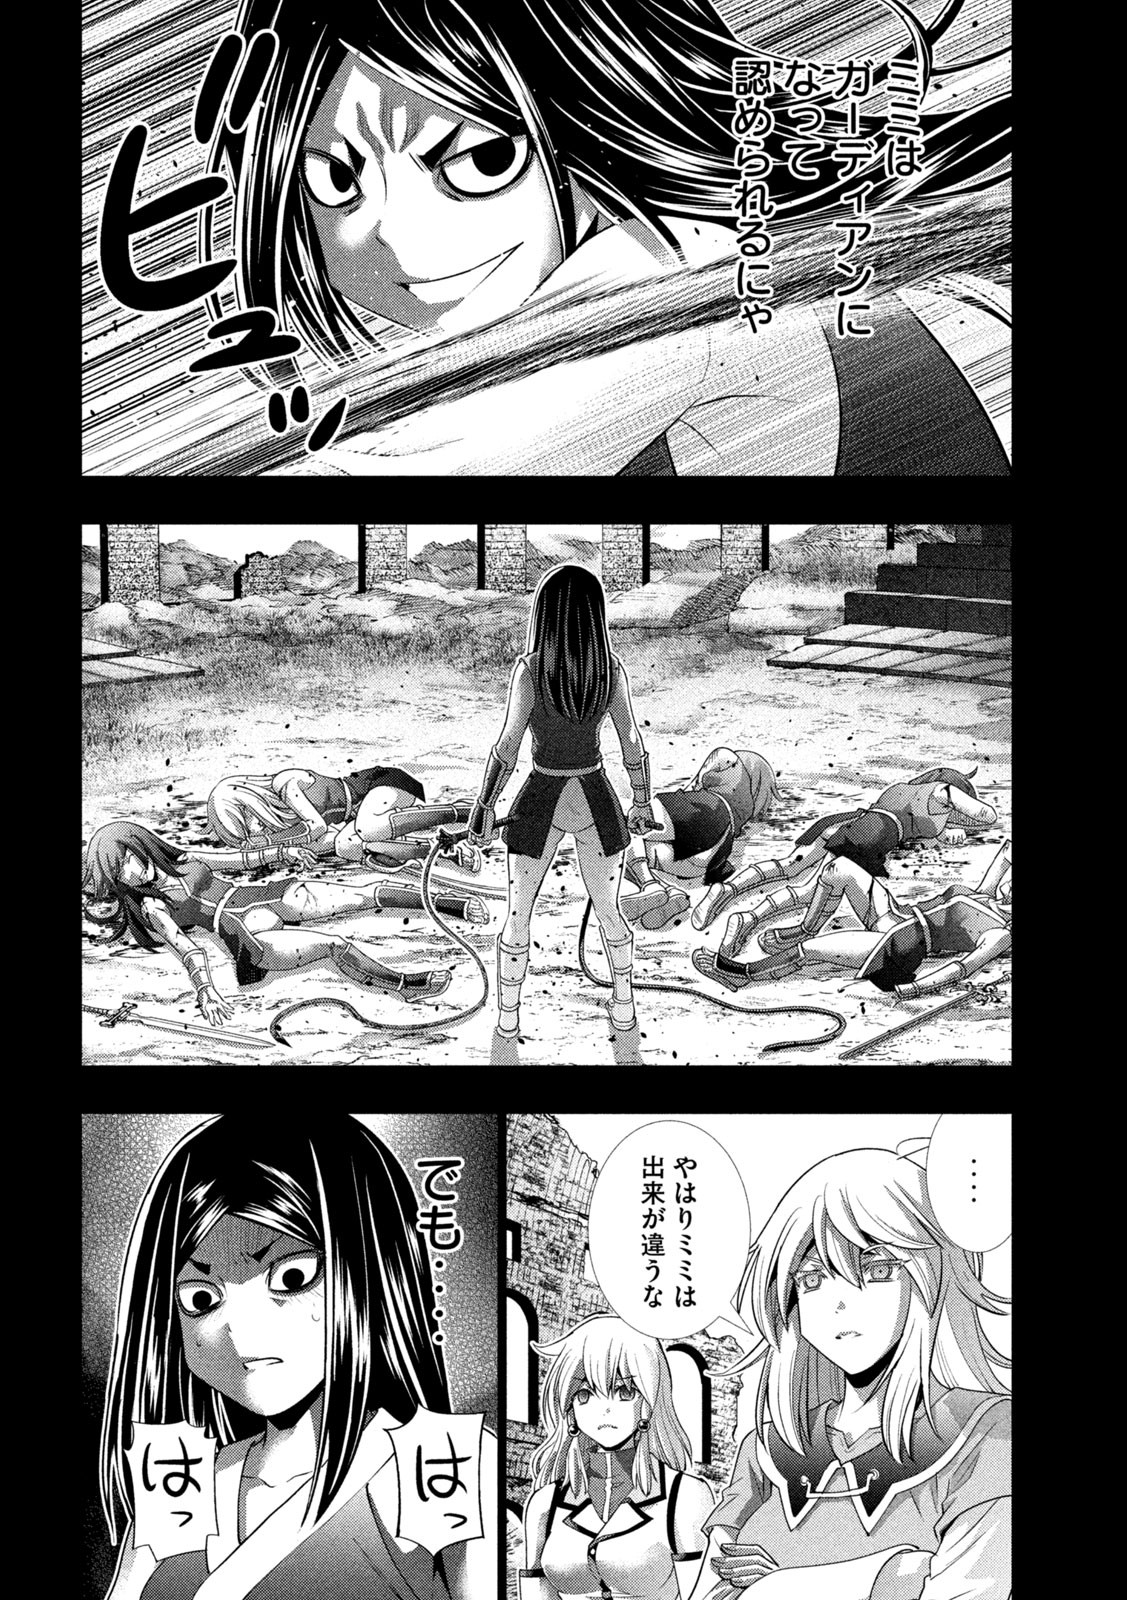 ミミミは
ガーディアンに
なって
認められるにゃ
ビュッ
‥‥
やはりミミは
出来が違うな
でも‥‥
はっ
はっ